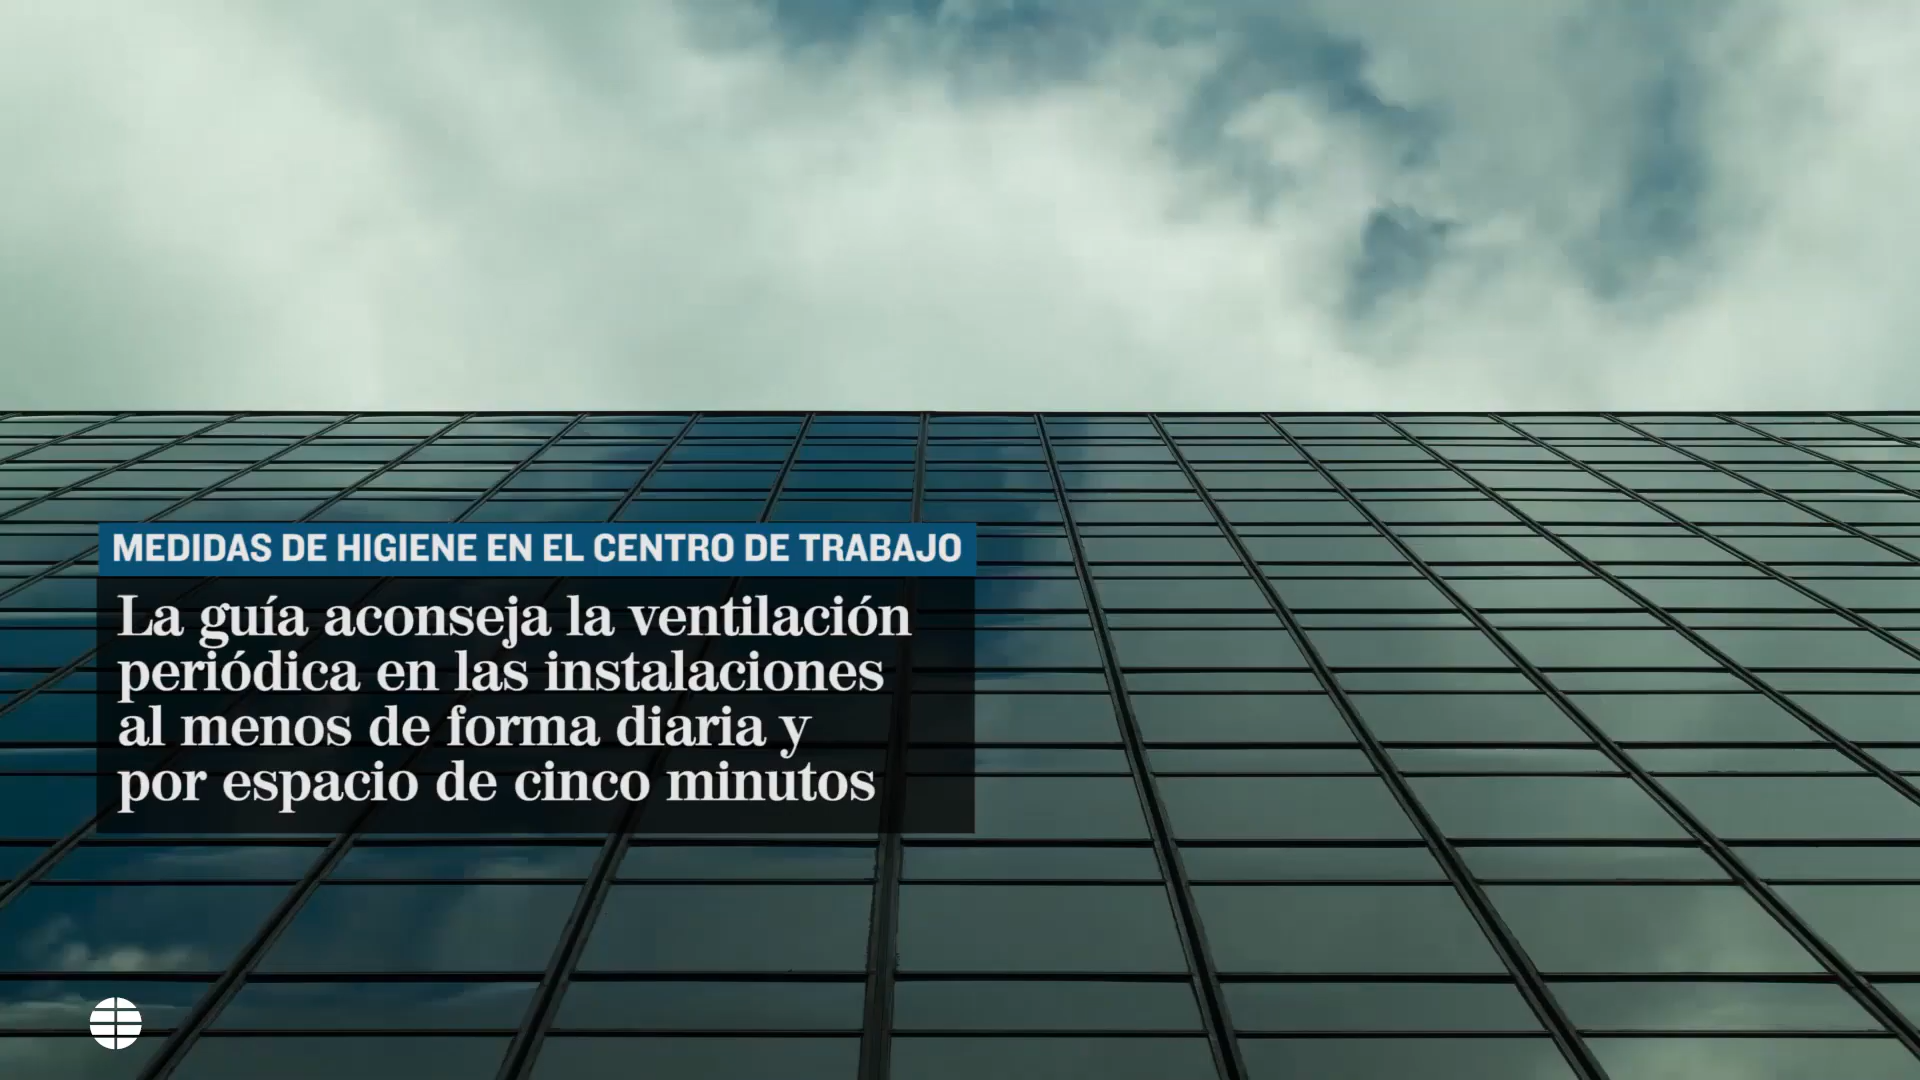 MEDIDAS DE HIGIENE EN EL CENTRO DE TRABAJO
La guía aconseja la ventilación
periódica en las instalaciones
al menos de forma diaria y
por espacio de cinco minutos